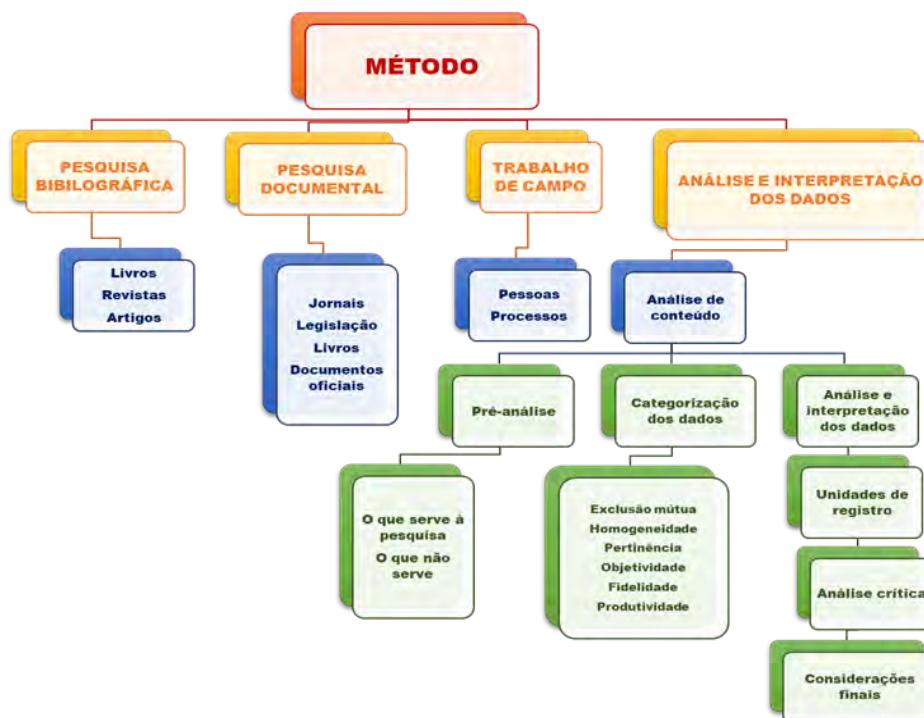 MÉTODO
PESQUISA
BIBILOGRÁFICA
PESQUISA
DOCUMENTAL
TRABALHO
DE CAMPO
ANÁLISE E INTERPRETAÇÃO
DOS DADOS
Livros
Revistas
Artigos
Jornais
Legislação
Livros
Documentos
oficiais
Pessoas
Processos
Análise de
conteúdo
Pré-análise
Categorização
dos dados
Análise e
interpretação
dos dados
O que serve à
pesquisa
O que não
serve
Exclusão mútua
Homogeneidade
Pertinência
Objetividade
Fidelidade
Produtividade
Unidades de
registro
Análise crítica
Considerações
finais